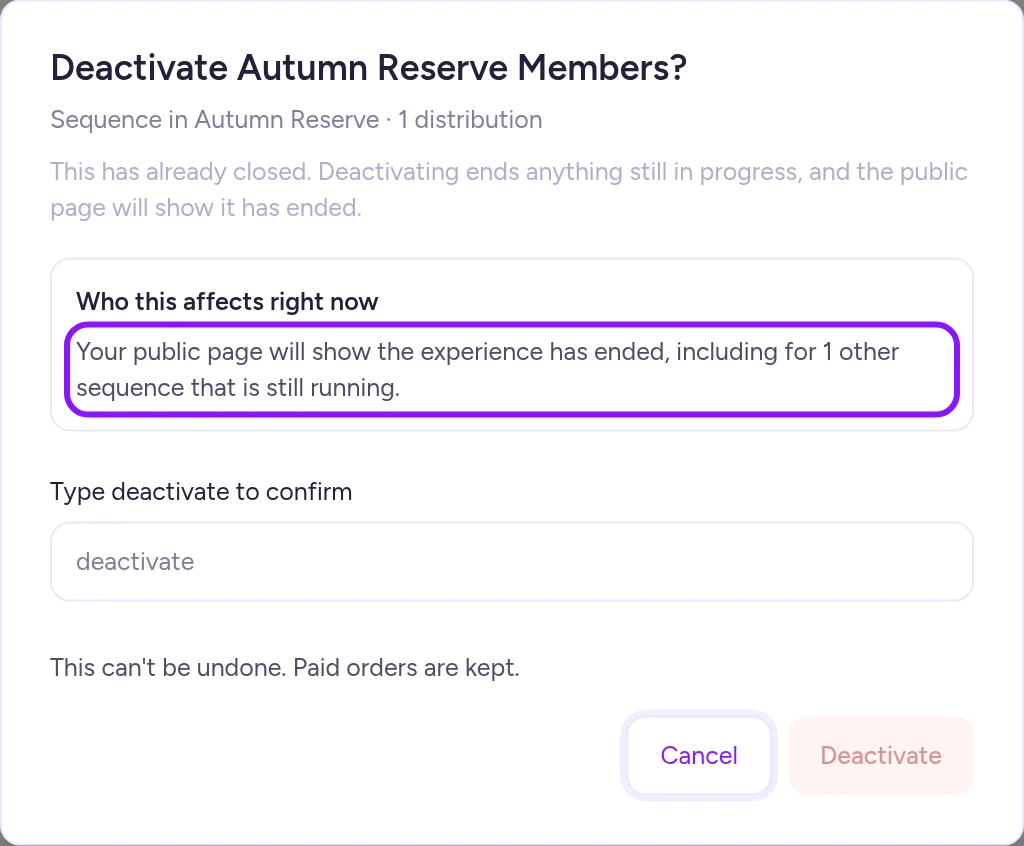 Deactivate Autumn Reserve Members?
Sequence in Autumn Reserve · 1 distribution
This has already closed. Deactivating ends anything still in progress, and the public
page will show it has ended.
Who this affects right now
Your public page will show the experience has ended, including for 1 other
sequence that is still running.
Type deactivate to confirm
deactivate
This can't be undone. Paid orders are kept.
Cancel
Deactivate